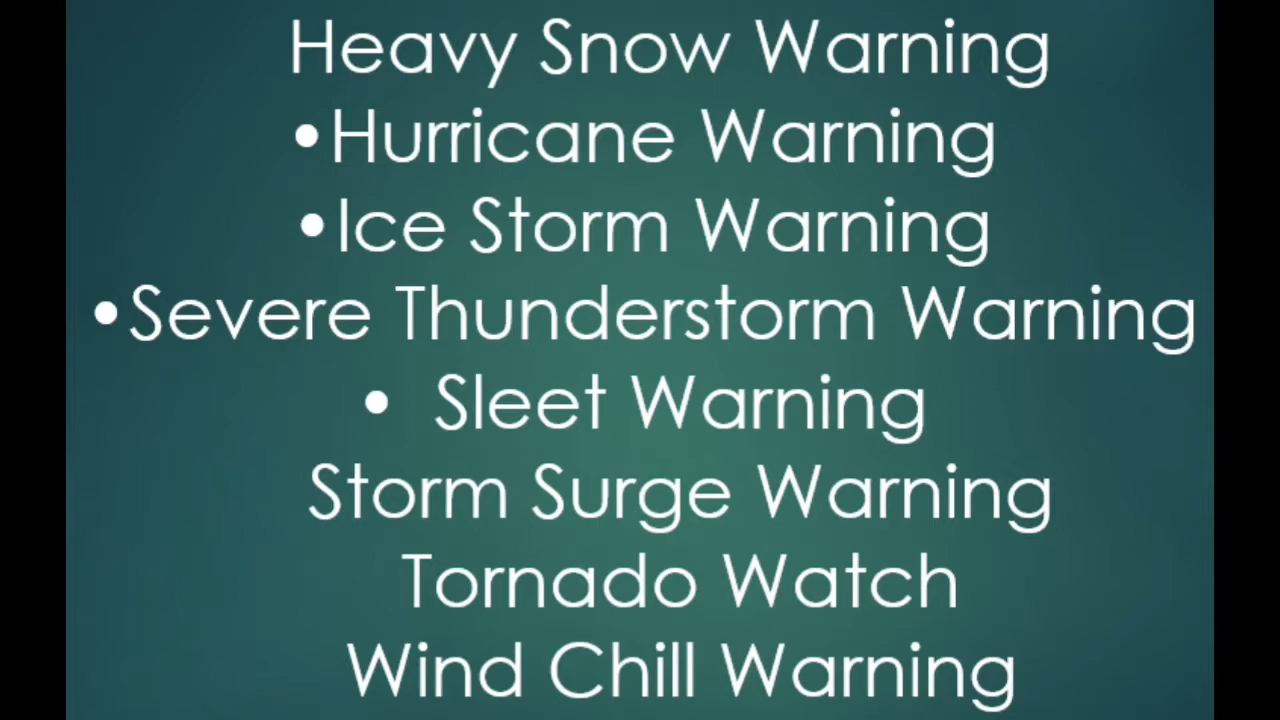 Heavy Snow Warning
•Hurricane Warning
•Ice Storm Warning
•Severe Thunderstorm Warning
• Sleet Warning
Storm Surge Warning
Tornado Watch
Wind Chill Warning